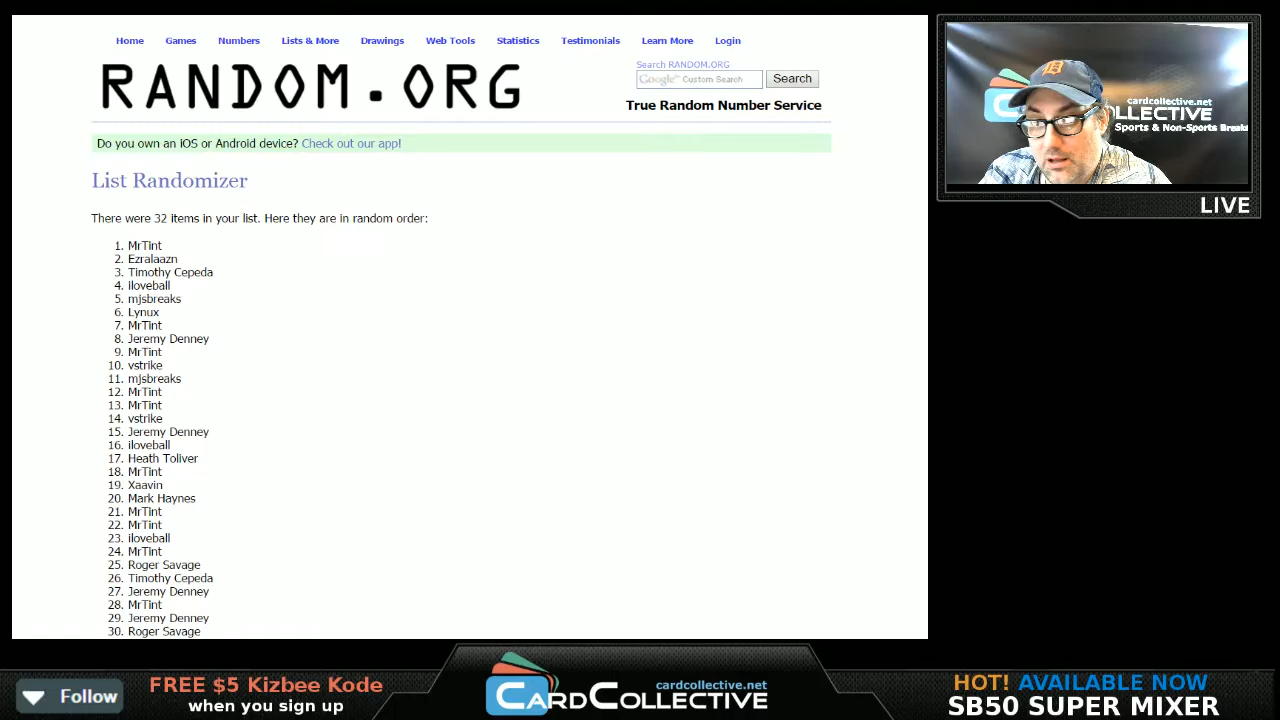 Home Games Numbers Lists & More Drawings Web Tools Statistics Testimonials Learn More Login
RANDOM.ORG
Search RANDOM.ORG
Google™ Custom Search
Search
True Random Number Service
Do you own an iOS or Android device? Check out our app!
List Randomizer
There were 32 items in your list. Here they are in random order:
1. MrTint
2. Ezralaazn
3. Timothy Cepeda
4. iloveball
5. mjsbreaks
6. Lynux
7. MrTint
8. Jeremy Denney
9. MrTint
10. vstrike
11. mjsbreaks
12. MrTint
13. MrTint
14. vstrike
15. Jeremy Denney
16. iloveball
17. Heath Toliver
18. MrTint
19. Xaavin
20. Mark Haynes
21. MrTint
22. MrTint
23. iloveball
24. MrTint
25. Roger Savage
26. Timothy Cepeda
27. Jeremy Denney
28. MrTint
29. Jeremy Denney
30. Roger Savage
cardcollective.net
LLECTIVE
Sports & Non-Sports Breaks
LIVE
Follow
FREE $5 Kizbee Kode
when you sign up
cardcollective.net
CARDCOLLECTIVE
HOT! AVAILABLE NOW
SB50 SUPER MIXER